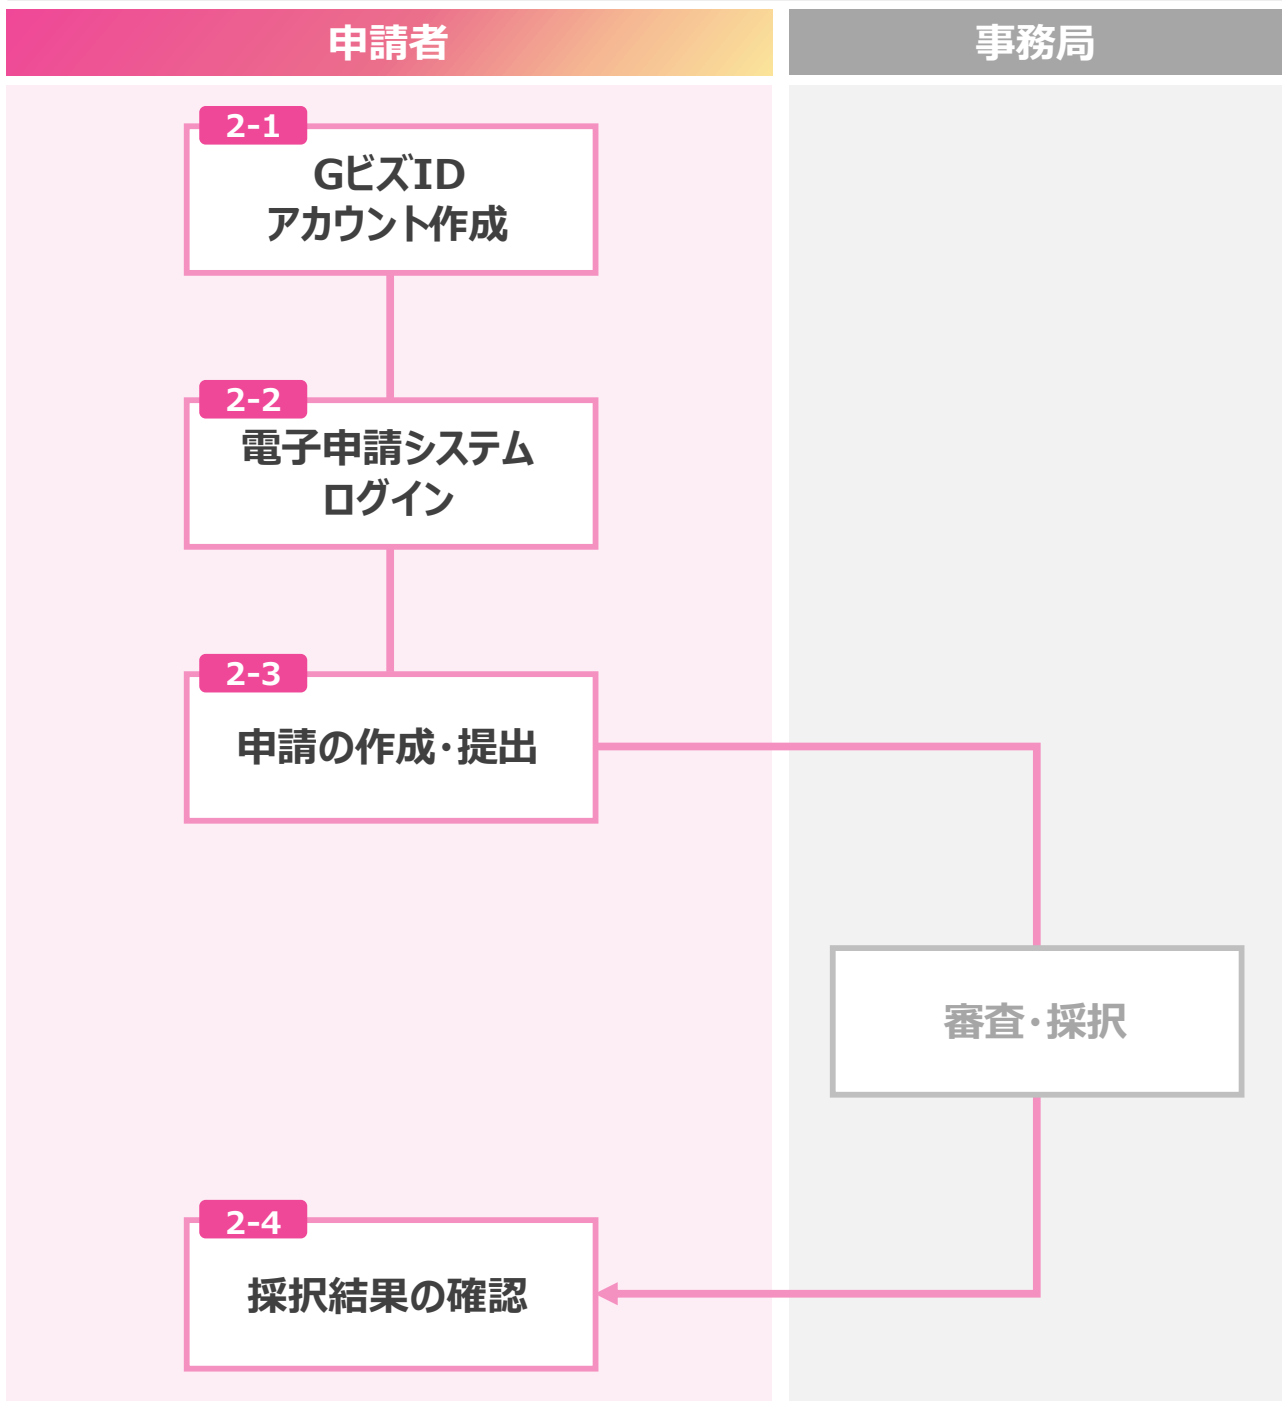 申請者
事務局
2-1
GビズID
アカウント作成
2-2
電子申請システム
ログイン
2-3
申請の作成・提出
審査・採択
2-4
採択結果の確認